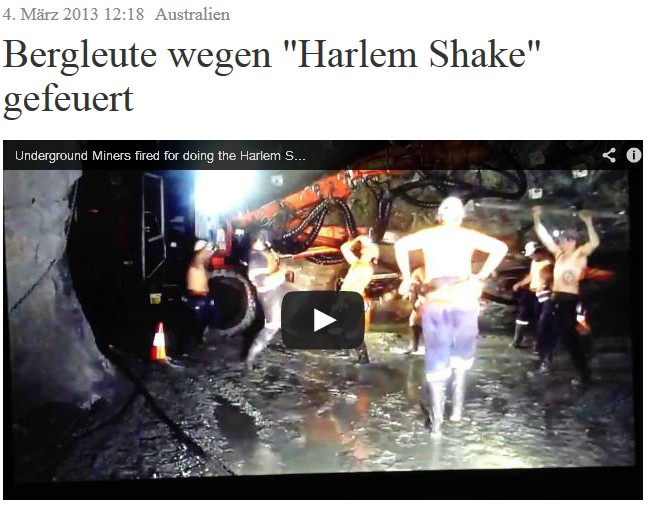 4. März 2013 12:18 Australien
Bergleute wegen "Harlem Shake"
gefeuert
Underground Miners fired for doing the Harlem S...